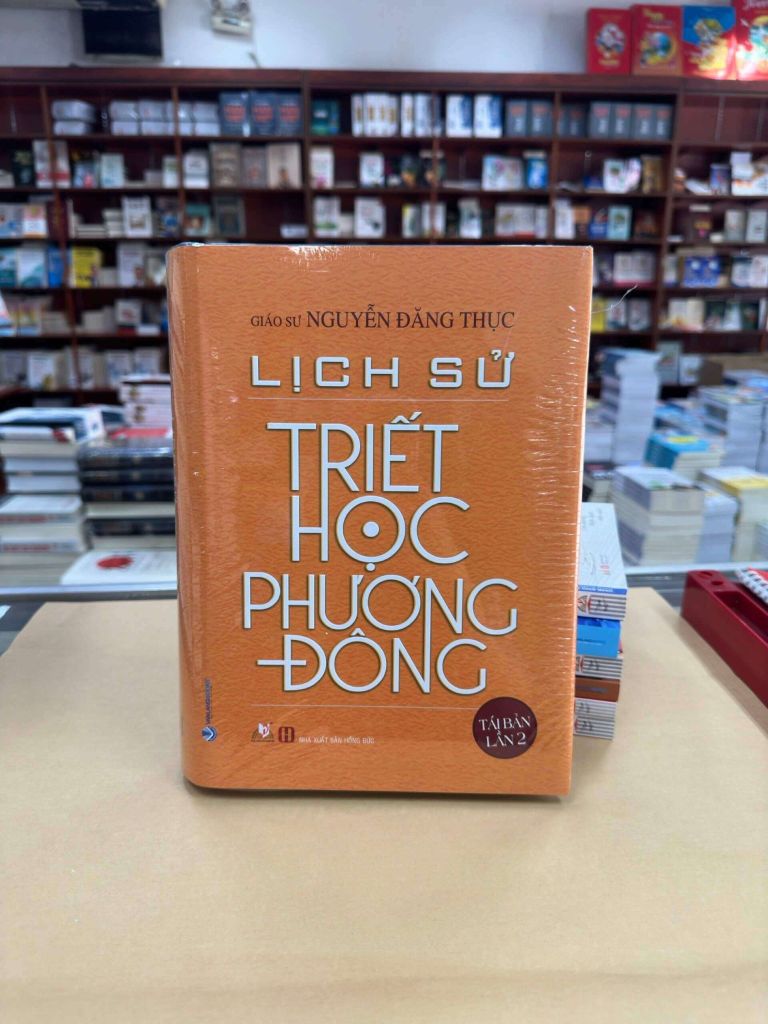 GIÁO SƯ NGUYỄN ĐĂNG THỤC
LỊCH SỬ
TRIẾT
HỌC
PHƯƠNG
ĐÔNG
TÁI BẢN
LẦN 2
NHÀ XUẤT BẢN HỒNG ĐỨC